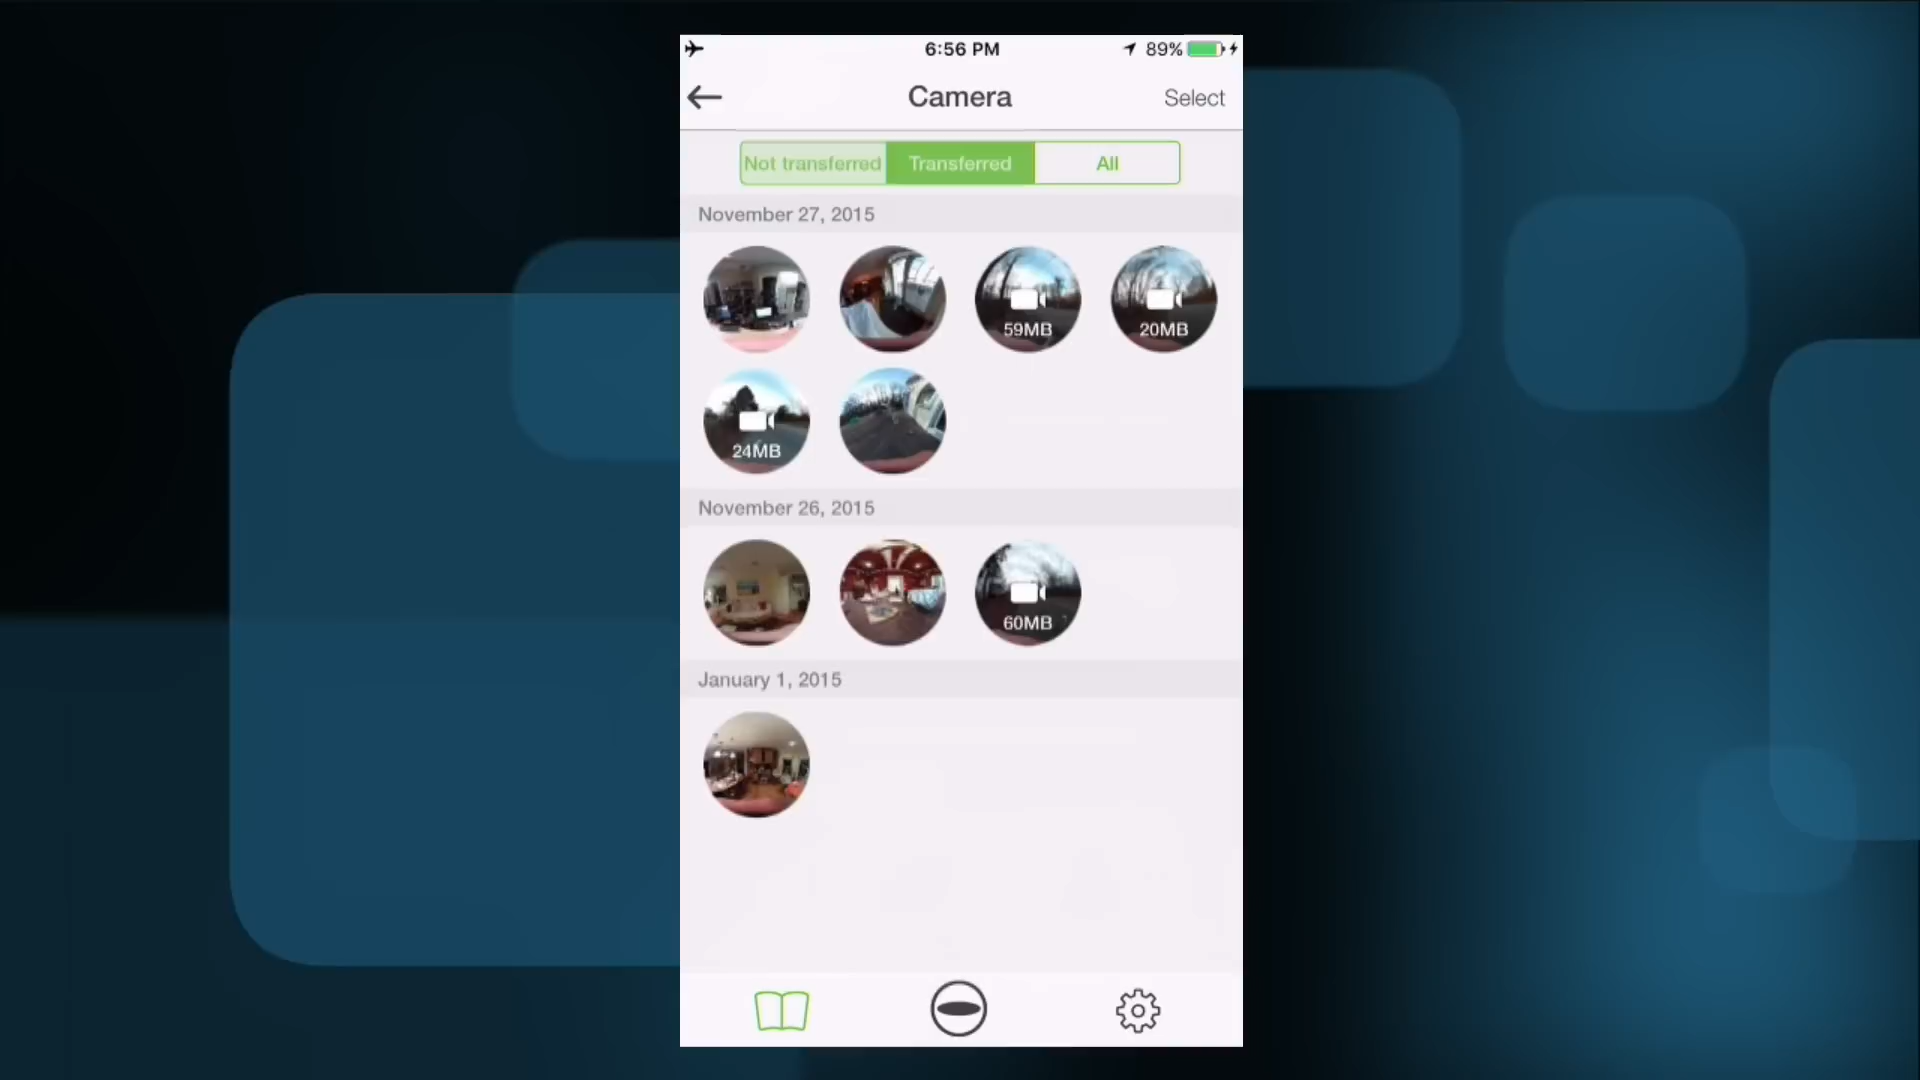 6:56 PM
89%
Camera
Select
Not transferred
Transferred
All
November 27, 2015
59MB
20MB
24MB
November 26, 2015
60MB
January 1, 2015